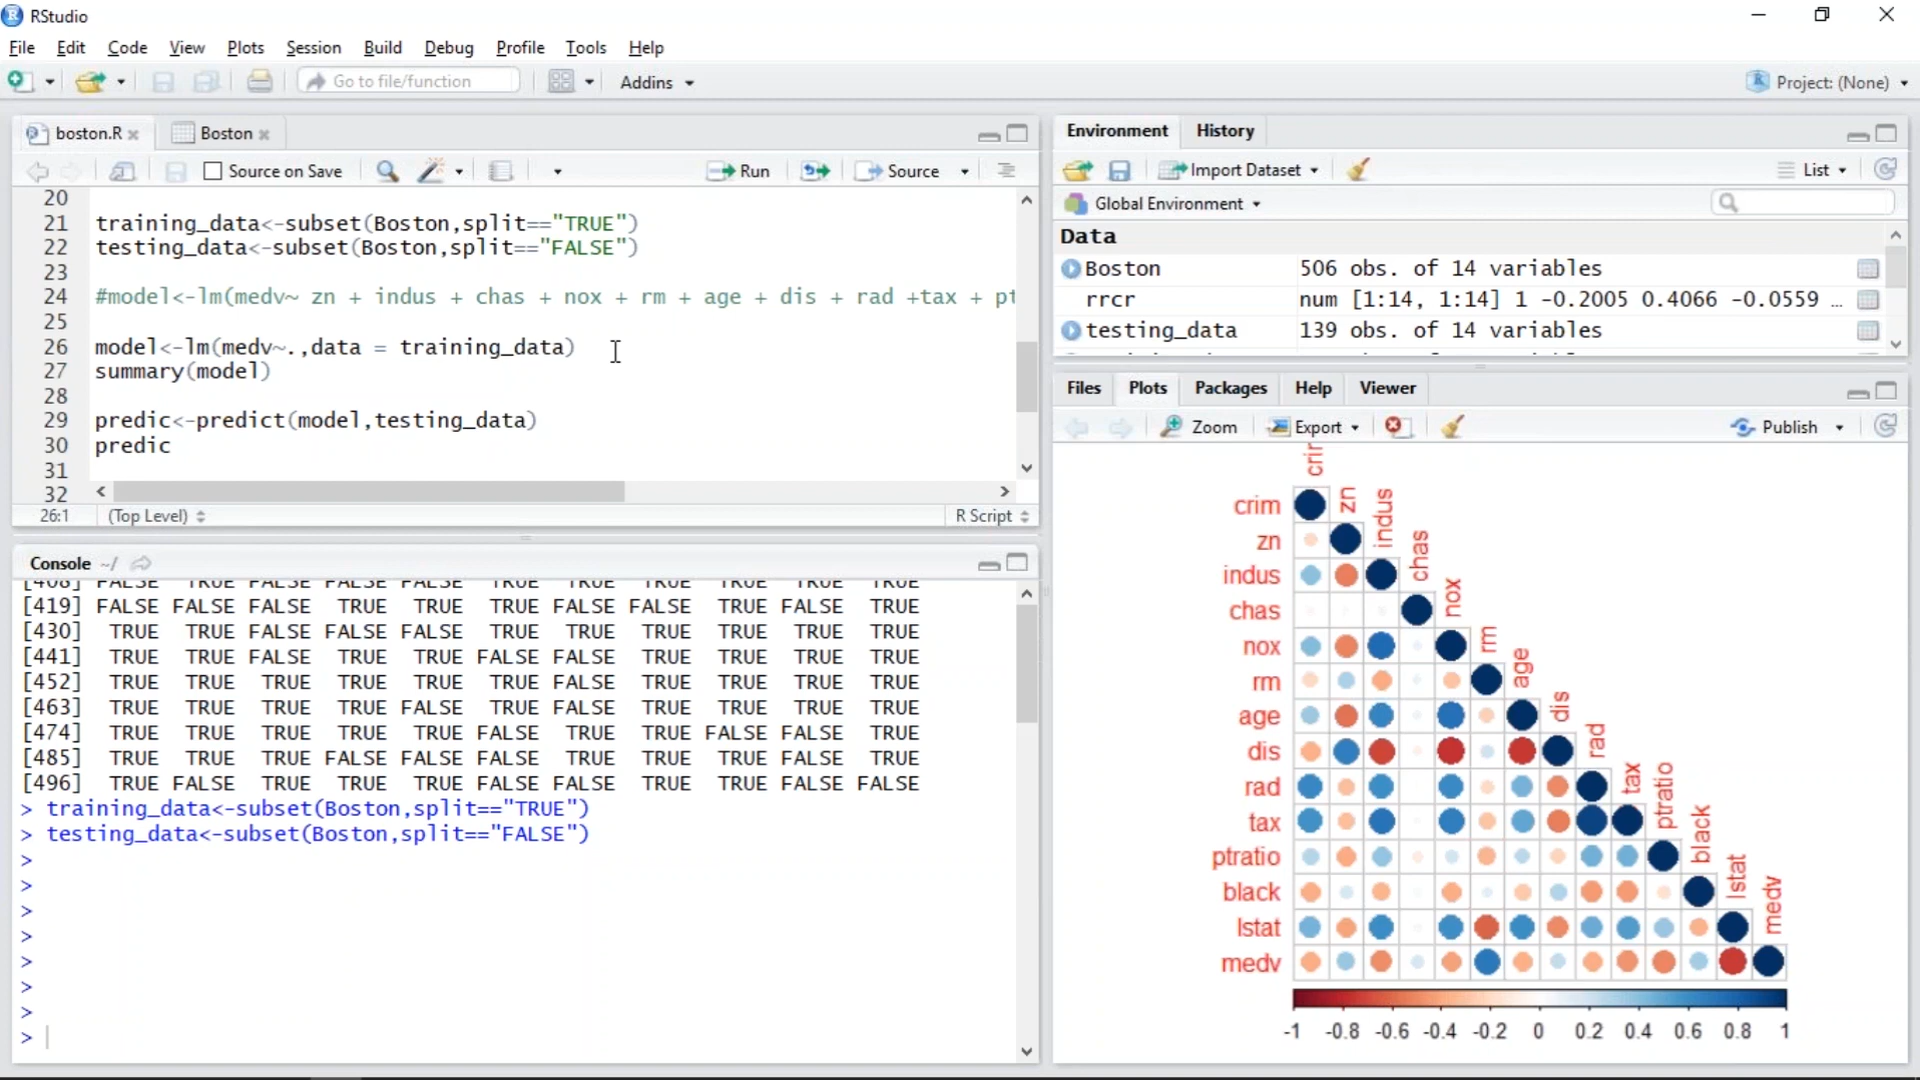 RStudio
File Edit Code View Plots Session Build Debug Profile Tools Help
Go to file/function Addins Project: (None)
boston.R Boston
Source on Save Run Source
20
21 training_data<-subset(Boston,split=="TRUE")
22 testing_data<-subset(Boston,split=="FALSE")
23
24 #model<-lm(medv~ zn + indus + chas + nox + rm + age + dis + rad +tax + pt
25
26 model<-lm(medv~.,data = training_data)
27 summary(model)
28
29 predic<-predict(model,testing_data)
30 predic
31
32
26:1 (Top Level) R Script
Console ~/
[408] FALSE TRUE FALSE FALSE FALSE TRUE TRUE TRUE TRUE TRUE TRUE
[419] FALSE FALSE FALSE TRUE TRUE TRUE FALSE FALSE TRUE FALSE TRUE
[430] TRUE TRUE FALSE FALSE FALSE TRUE TRUE TRUE TRUE TRUE TRUE
[441] TRUE TRUE FALSE TRUE TRUE FALSE FALSE TRUE TRUE TRUE TRUE
[452] TRUE TRUE TRUE TRUE TRUE TRUE FALSE TRUE TRUE TRUE TRUE
[463] TRUE TRUE TRUE TRUE FALSE TRUE FALSE TRUE TRUE TRUE TRUE
[474] TRUE TRUE TRUE TRUE TRUE FALSE TRUE TRUE FALSE FALSE TRUE
[485] TRUE TRUE TRUE FALSE FALSE FALSE TRUE TRUE TRUE TRUE TRUE
[496] TRUE FALSE TRUE TRUE TRUE FALSE FALSE TRUE TRUE FALSE FALSE
> training_data<-subset(Boston,split=="TRUE")
> testing_data<-subset(Boston,split=="FALSE")
>
>
>
>
>
>
>
>
Environment History
Import Dataset List
Global Environment
Data
Boston 506 obs. of 14 variables
rrcr num [1:14, 1:14] 1 -0.2005 0.4066 -0.0559 ...
testing_data 139 obs. of 14 variables
Files Plots Packages Help Viewer
Zoom Export Publish
crim zn indus chas nox rm age dis rad tax ptratio black lstat medv
crim
zn
indus
chas
nox
rm
age
dis
rad
tax
ptratio
black
lstat
medv
-1 -0.8 -0.6 -0.4 -0.2 0 0.2 0.4 0.6 0.8 1